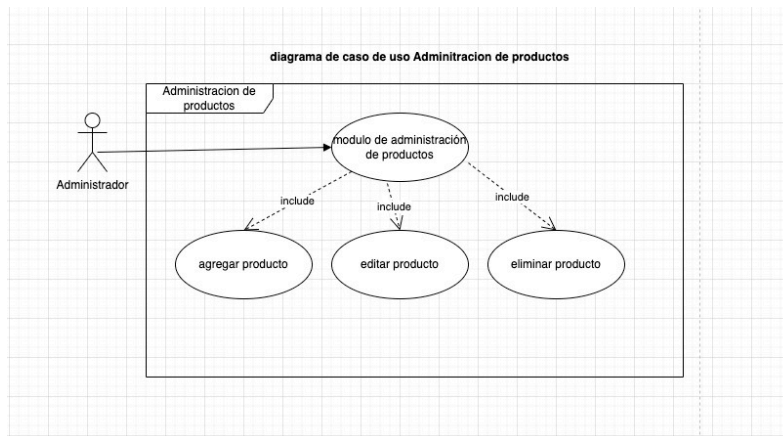 diagrama de caso de uso Adminitracion de productos
Administracion de
productos
modulo de administración
de productos
Administrador
include
include
include
agregar producto
editar producto
eliminar producto